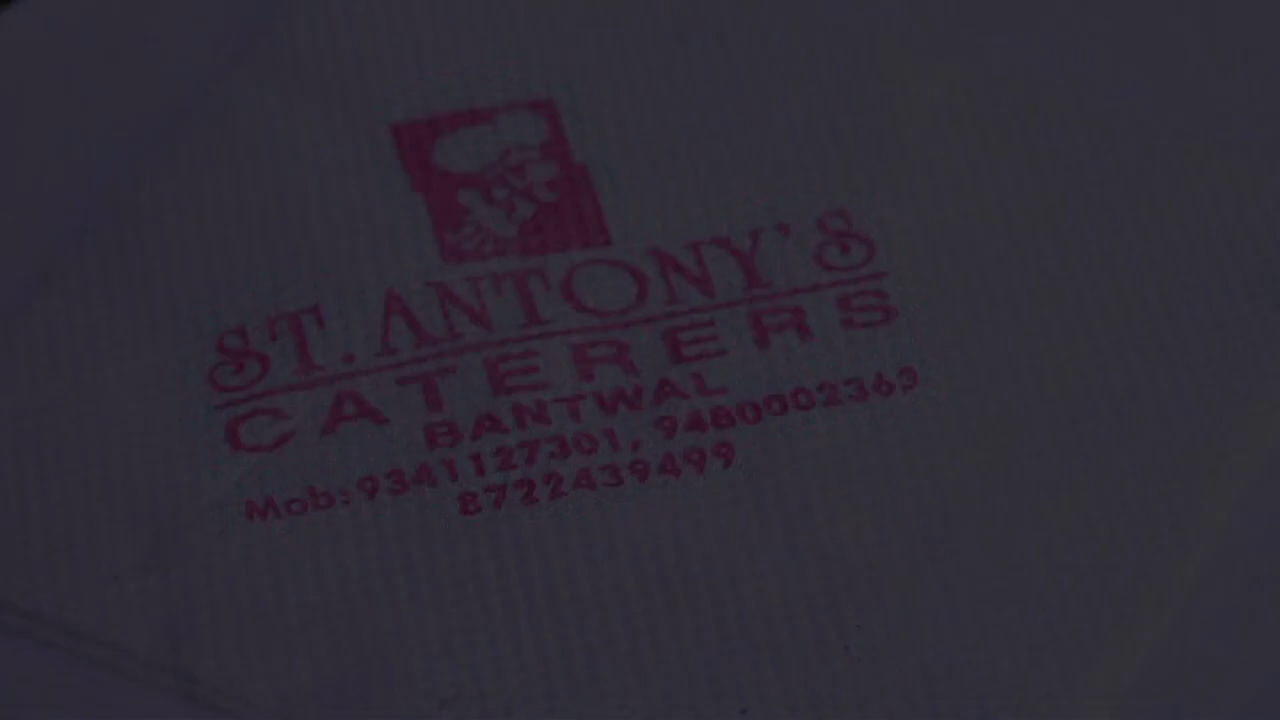 ST. ANTONY'S
CATERERS
BANTWAL
Mob: 9341127301, 9480002363
8722439499